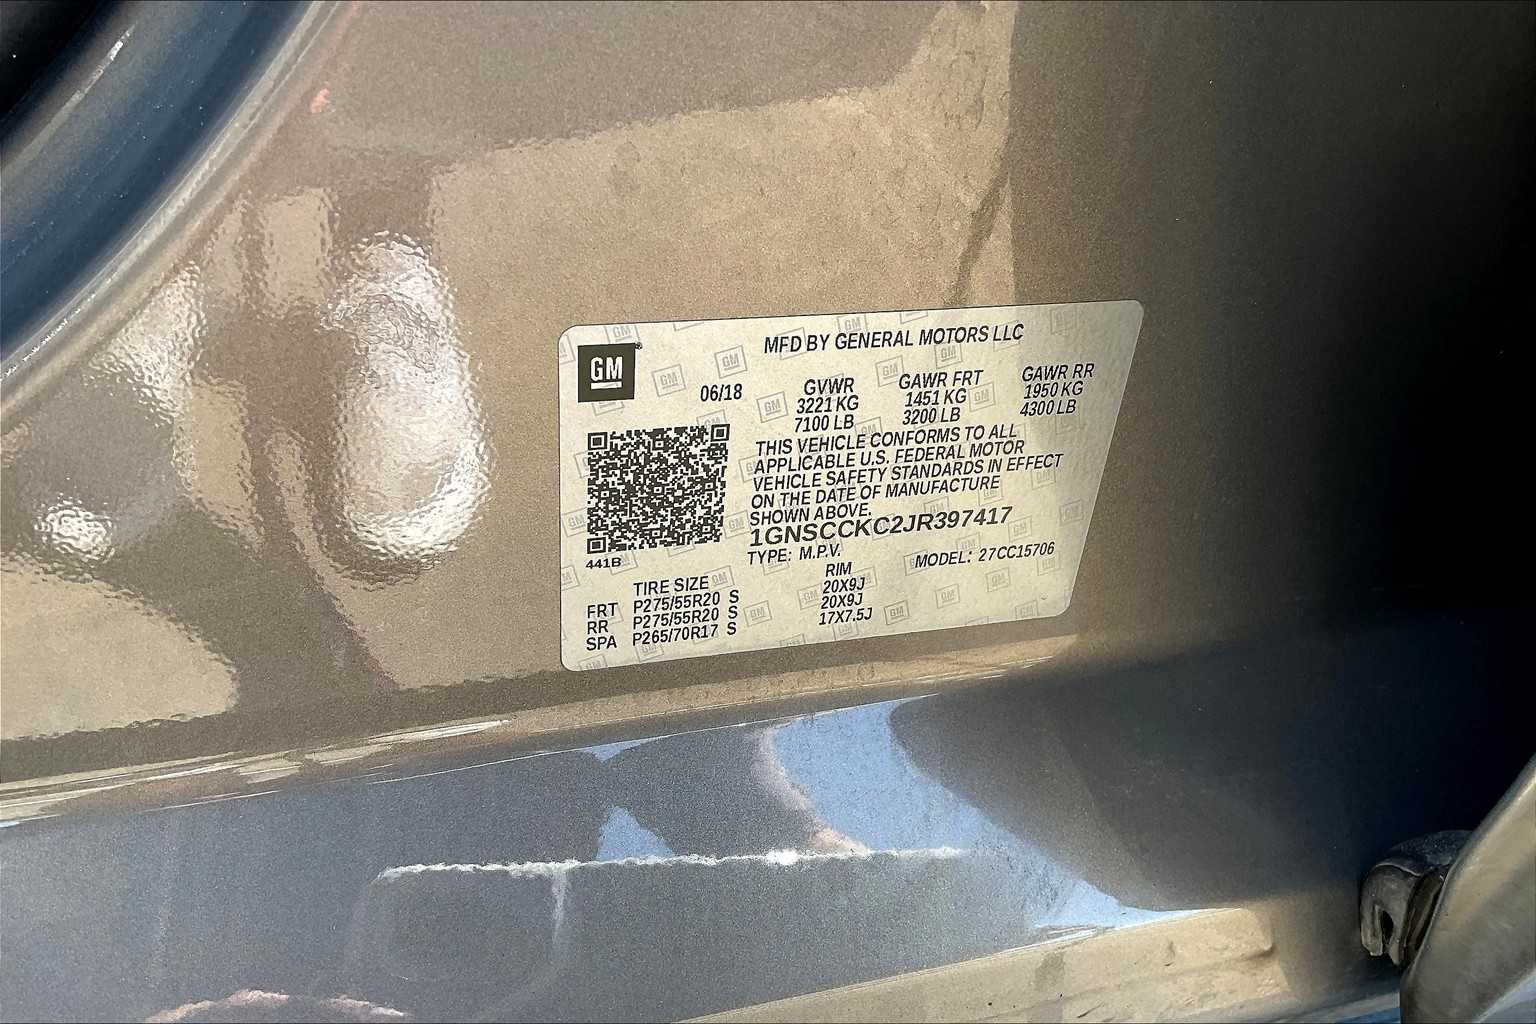 GM
MFD BY GENERAL MOTORS LLC
06/18 GVWR GAWR FRT GAWR RR
3221 KG 1451 KG 1950 KG
7100 LB 3200 LB 4300 LB
THIS VEHICLE CONFORMS TO ALL
APPLICABLE U.S. FEDERAL MOTOR
VEHICLE SAFETY STANDARDS IN EFFECT
ON THE DATE OF MANUFACTURE
SHOWN ABOVE.
1GNSCCKC2JR397417
TYPE: M.P.V. MODEL: 27CC15706
441B
TIRE SIZE RIM
FRT P275/55R20 S 20X9J
RR P275/55R20 S 20X9J
SPA P265/70R17 S 17X7.5J